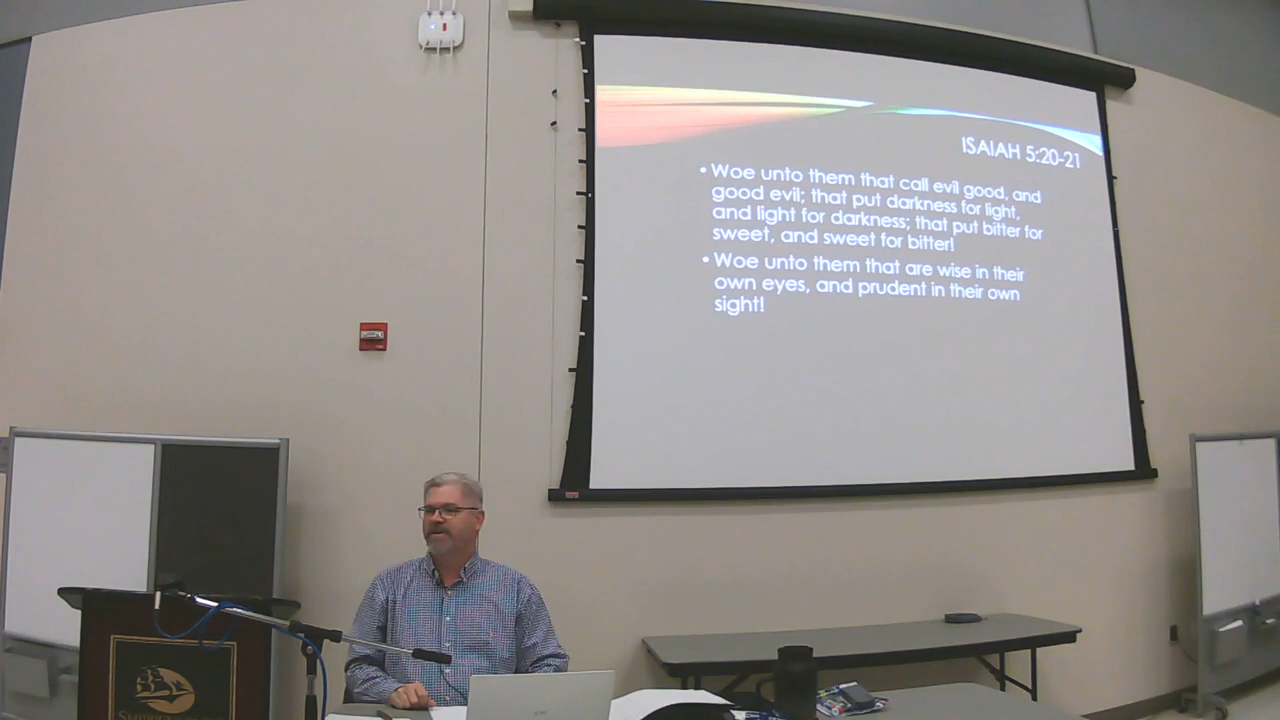 ISAIAH 5:20-21
• Woe unto them that call evil good, and
good evil; that put darkness for light,
and light for darkness; that put bitter for
sweet, and sweet for bitter!
• Woe unto them that are wise in their
own eyes, and prudent in their own
sight!